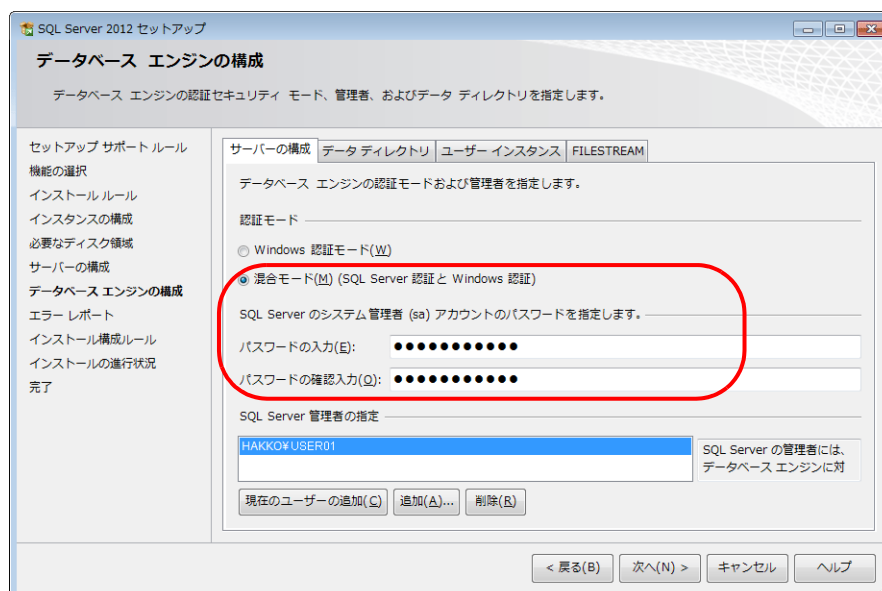 SQL Server 2012 セットアップ
データベース エンジンの構成
データベース エンジンの認証セキュリティ モード、管理者、およびデータ ディレクトリを指定します。
セットアップ サポート ルール
機能の選択
インストール ルール
インスタンスの構成
必要なディスク領域
サーバーの構成
データベース エンジンの構成
エラー レポート
インストール構成ルール
インストールの進行状況
完了
サーバーの構成 データ ディレクトリ ユーザー インスタンス FILESTREAM
データベース エンジンの認証モードおよび管理者を指定します。
認証モード
Windows 認証モード(W)
混合モード(M) (SQL Server 認証と Windows 認証)
SQL Server のシステム管理者 (sa) アカウントのパスワードを指定します。
パスワードの入力(E): ●●●●●●●●●●●
パスワードの確認入力(O): ●●●●●●●●●●●
SQL Server 管理者の指定
HAKKO¥USER01
SQL Server の管理者には、
データベース エンジンに対
現在のユーザーの追加(C) 追加(A)... 削除(R)
< 戻る(B) 次へ(N) > キャンセル ヘルプ